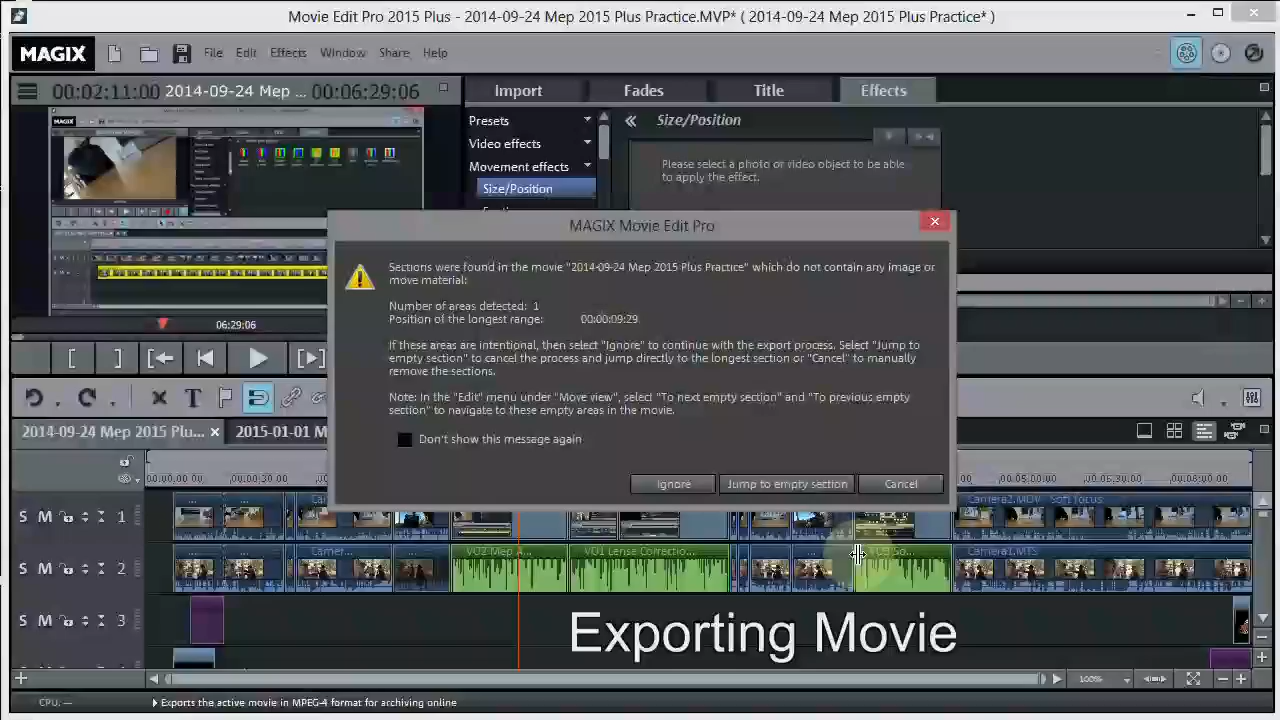 Movie Edit Pro 2015 Plus - 2014-09-24 Mep 2015 Plus Practice.MVP* ( 2014-09-24 Mep 2015 Plus Practice* )
MAGIX File Edit Effects Window Share Help
00:02:11:00 2014-09-24 Mep ... 00:06:29:06
Import Fades Title Effects
Presets
Video effects
Movement effects
Size/Position
Size/Position
Please select a photo or video object to be able
to apply the effect.
MAGIX Movie Edit Pro
Sections were found in the movie "2014-09-24 Mep 2015 Plus Practice" which do not contain any image or
move material:
Number of areas detected: 1
Position of the longest range: 00:00:09:29
If these areas are intentional, then select "Ignore" to continue with the export process. Select "Jump to
empty section" to cancel the process and jump directly to the longest section or "Cancel" to manually
remove the sections.
Note: In the "Edit" menu under "Move view", select "To next empty section" and "To previous empty
section" to navigate to these empty areas in the movie.
Don't show this message again
Ignore Jump to empty section Cancel
06:29:06
2014-09-24 Mep 2015 Plu... 2015-01-01 M
00:05:00:00 00:05:30:00 00:06:00:00
S M 1
Camera2.MOV Soft focus
S M 2
Camer... VO2 Mep A... VO1 Lense Correctio... Camera1.MTS
S M 3
Exporting Movie
100%
CPU: — Exports the active movie in MPEG-4 format for archiving online